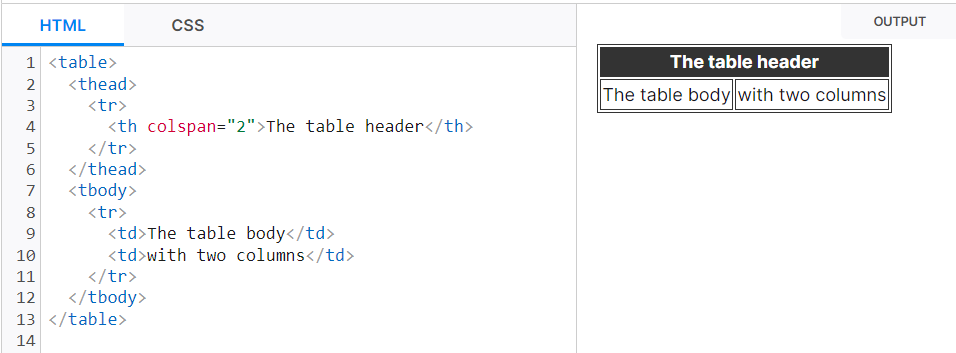 HTML CSS
1 <table>
2   <thead>
3     <tr>
4       <th colspan="2">The table header</th>
5     </tr>
6   </thead>
7   <tbody>
8     <tr>
9       <td>The table body</td>
10       <td>with two columns</td>
11     </tr>
12   </tbody>
13 </table>
14
OUTPUT
The table header
The table body with two columns